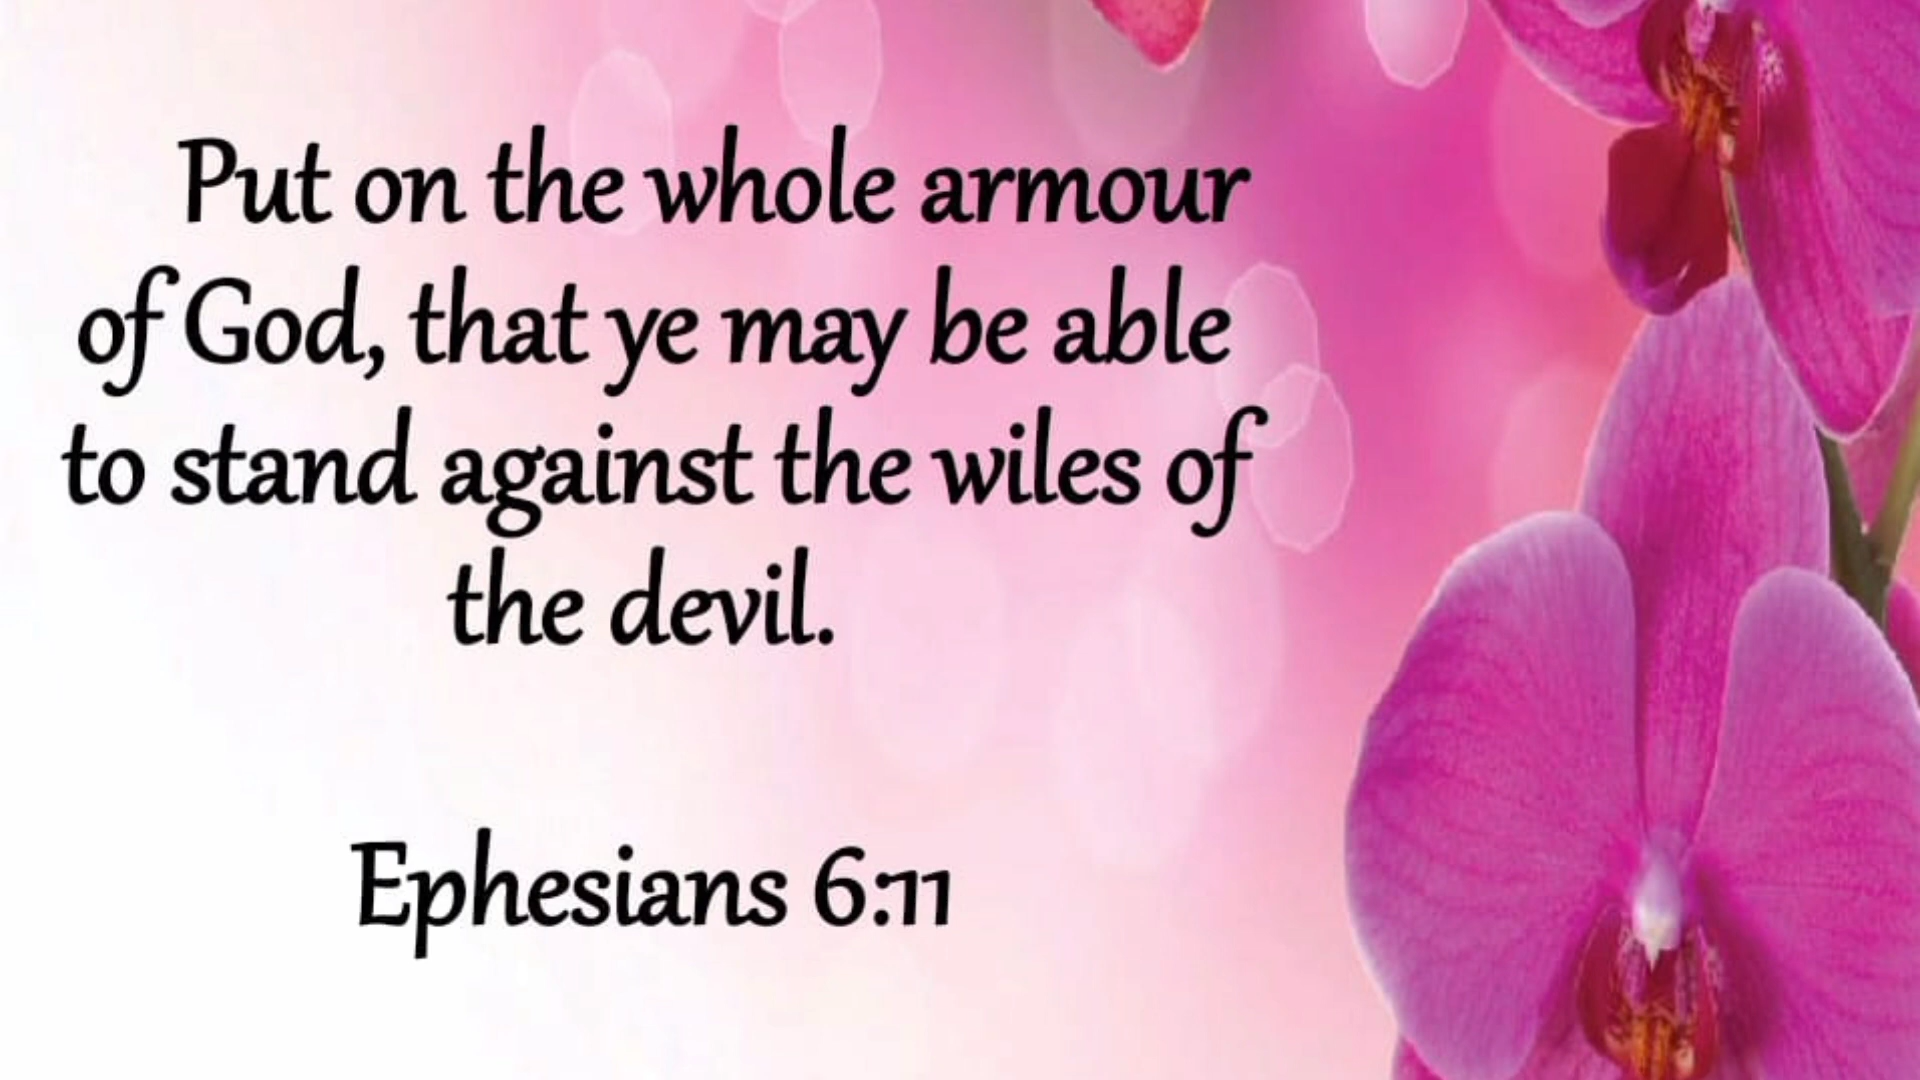 Put on the whole armour
of God, that ye may be able
to stand against the wiles of
the devil.
Ephesians 6:11